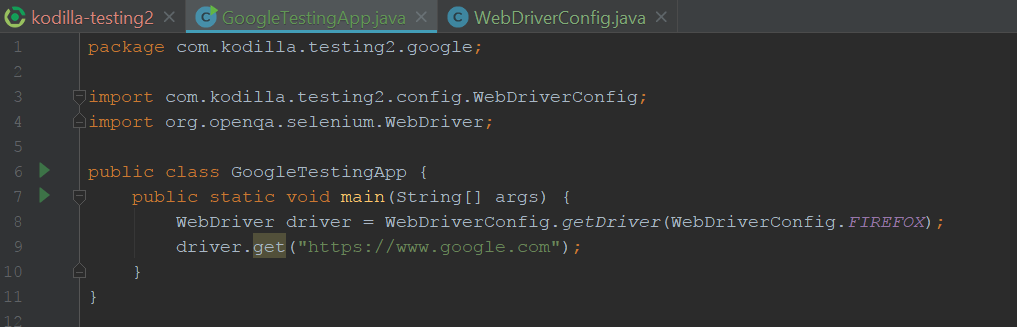 kodilla-testing2 GoogleTestingApp.java WebDriverConfig.java
1 package com.kodilla.testing2.google;
2
3 import com.kodilla.testing2.config.WebDriverConfig;
4 import org.openqa.selenium.WebDriver;
5
6 public class GoogleTestingApp {
7 public static void main(String[] args) {
8 WebDriver driver = WebDriverConfig.getDriver(WebDriverConfig.FIREFOX);
9 driver.get("https://www.google.com");
10 }
11 }
12